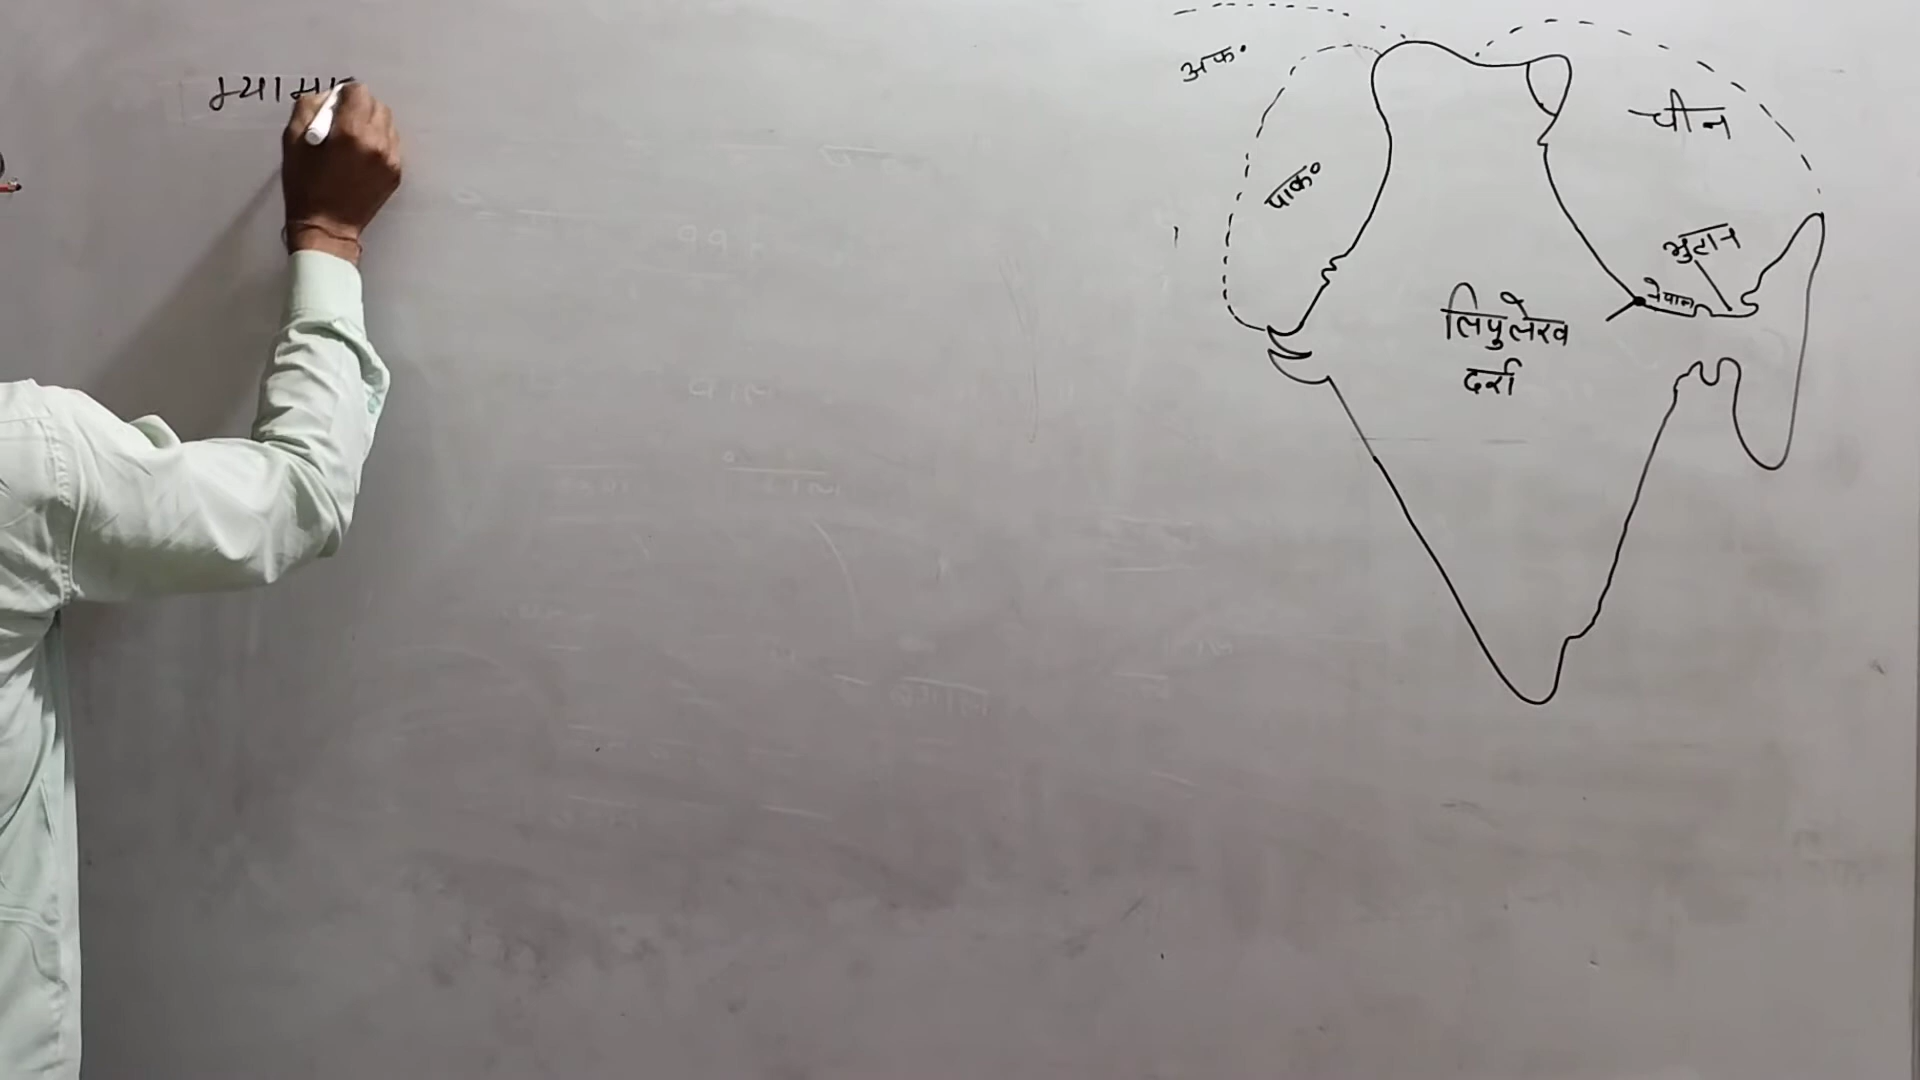 म्यामा
अफ०
पाक०
चीन
भुटान
नेपाल
लिपुलेख
दर्रा